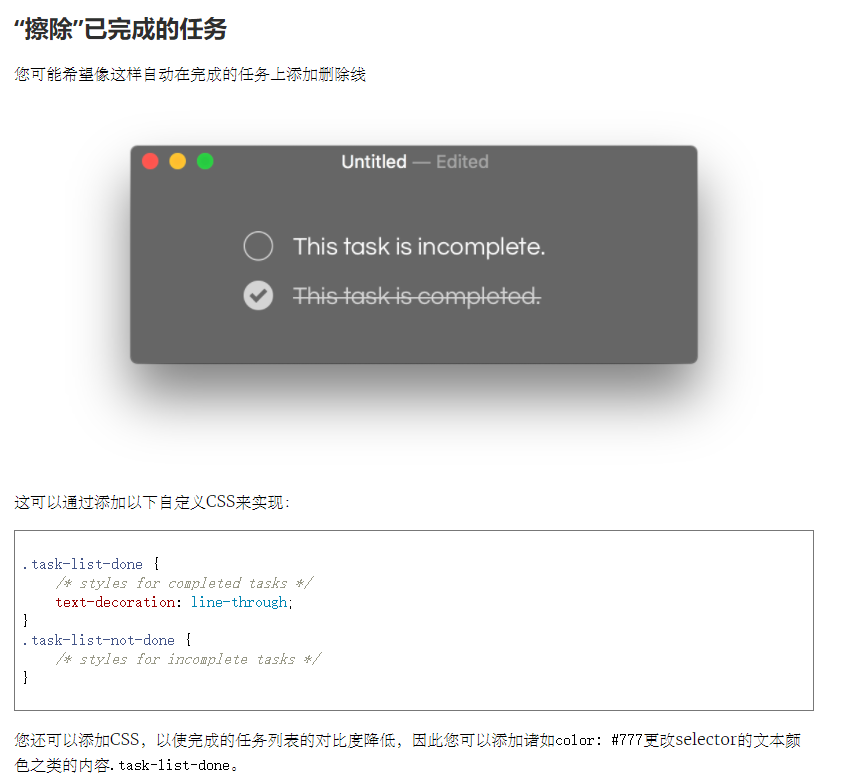 “擦除”已完成的任务
您可能希望像这样自动在完成的任务上添加删除线
Untitled — Edited
This task is incomplete.
This task is completed.
这可以通过添加以下自定义CSS来实现：
.task-list-done {
    /* styles for completed tasks */
    text-decoration: line-through;
}
.task-list-not-done {
    /* styles for incomplete tasks */
}
您还可以添加CSS，以使完成的任务列表的对比度降低，因此您可以添加诸如color: #777更改selector的文本颜
色之类的内容.task-list-done。